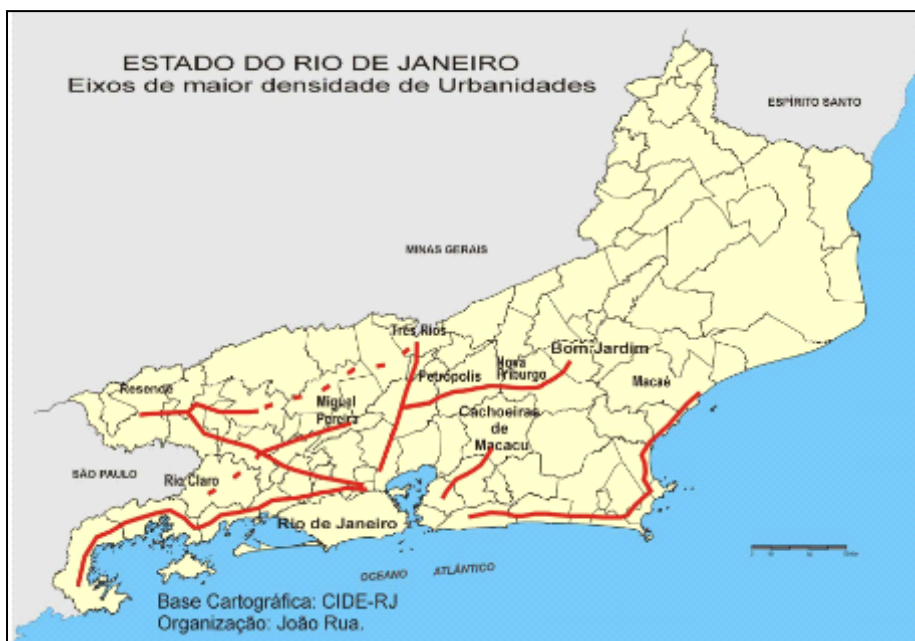 ESTADO DO RIO DE JANEIRO
Eixos de maior densidade de Urbanidades
ESPÍRITO SANTO
MINAS GERAIS
Três Rios
Bom Jardim
Nova
Friburgo
Petrópolis
Macaé
Resende
Miguel
Pereira
Cachoeiras
de
Macacu
SÃO PAULO
Rio Claro
Rio de Janeiro
OCEANO ATLÂNTICO
Base Cartográfica: CIDE-RJ
Organização: João Rua.